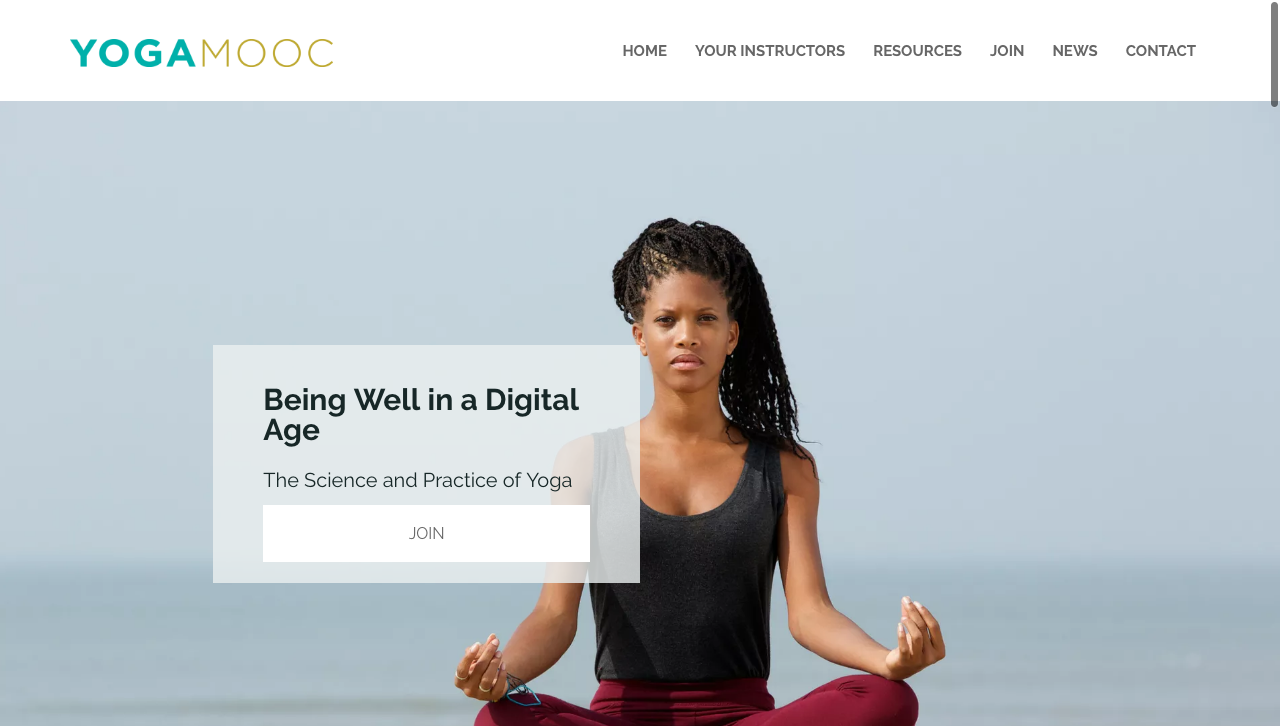 YOGAMOOC
HOME YOUR INSTRUCTORS RESOURCES JOIN NEWS CONTACT
Being Well in a Digital
Age
The Science and Practice of Yoga
JOIN